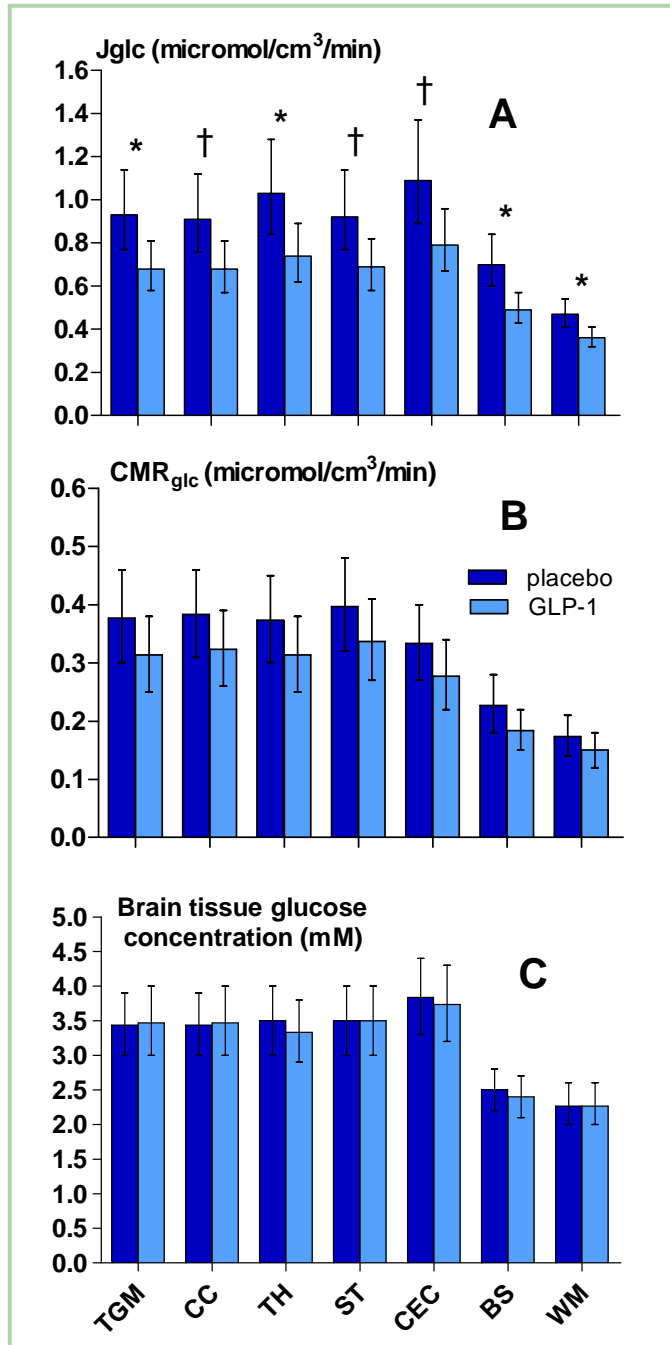 Jglc (micromol/cm³/min)
A
1.6
1.4
1.2
1.0
0.8
0.6
0.4
0.2
0.0
* † * † † * *
CMRglc (micromol/cm³/min)
B
0.6
0.5
0.4
0.3
0.2
0.1
0.0
placebo
GLP-1
Brain tissue glucose
concentration (mM)
C
5.0
4.5
4.0
3.5
3.0
2.5
2.0
1.5
1.0
0.5
0.0
TGM CC TH ST CEC BS WM